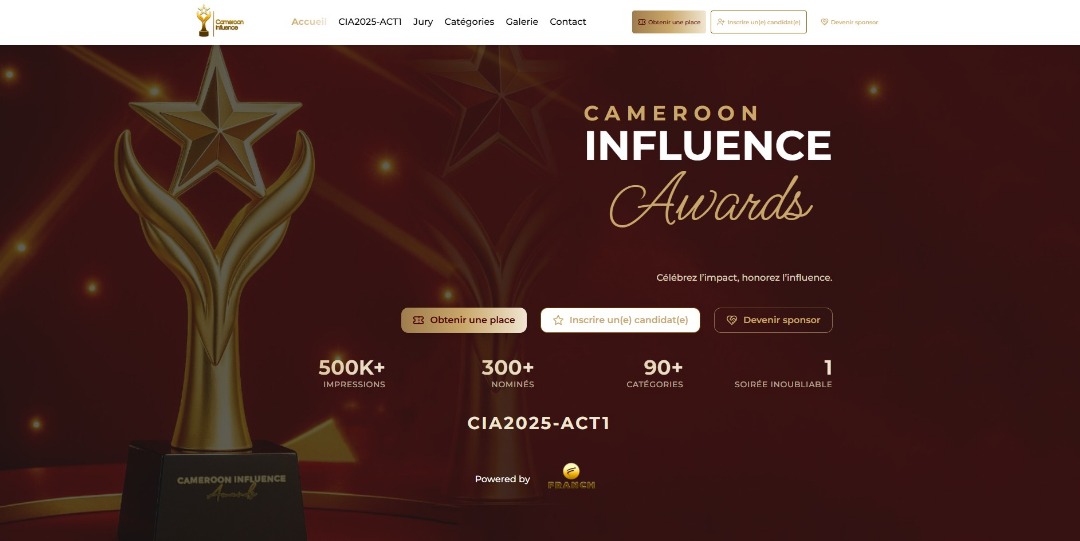 Cameroon
Influence
Accueil
CIA2025-ACT1
Jury
Catégories
Galerie
Contact
Obtenir une place
Inscrire un(e) candidat(e)
Devenir sponsor
CAMEROON
INFLUENCE
Awards
Célébrez l'impact, honorez l'influence.
Obtenir une place
Inscrire un(e) candidat(e)
Devenir sponsor
500K+
300+
90+
1
IMPRESSIONS
NOMINÉS
CATÉGORIES
SOIRÉE INOUBLIABLE
CIA2025-ACT1
CAMEROON INFLUENCE
Awards
Powered by
FRANCH